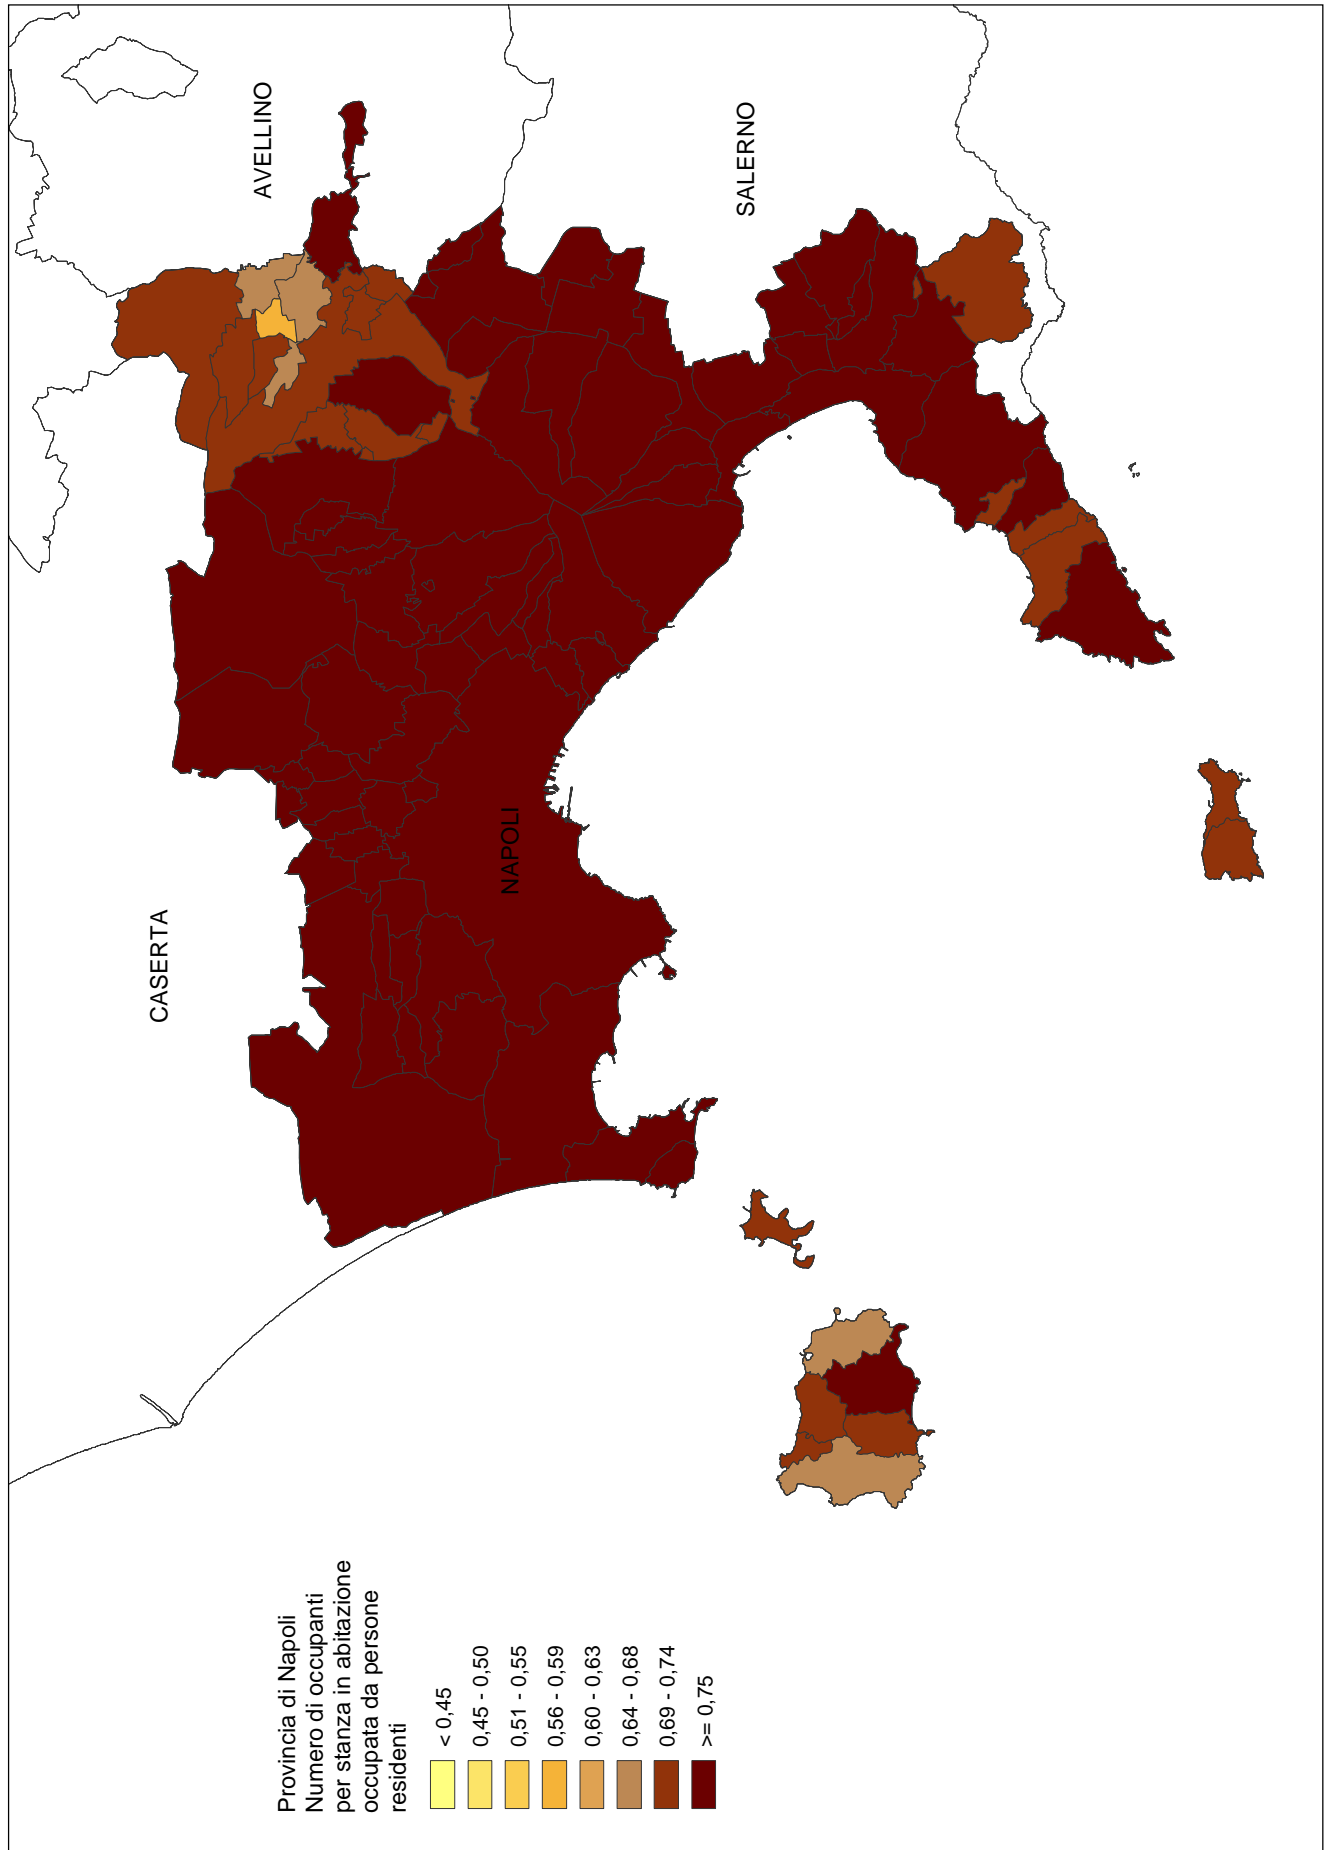 CASERTA
AVELLINO
NAPOLI
SALERNO
Provincia di Napoli
Numero di occupanti
per stanza in abitazione
occupata da persone
residenti
< 0,45
0,45 - 0,50
0,51 - 0,55
0,56 - 0,59
0,60 - 0,63
0,64 - 0,68
0,69 - 0,74
>= 0,75